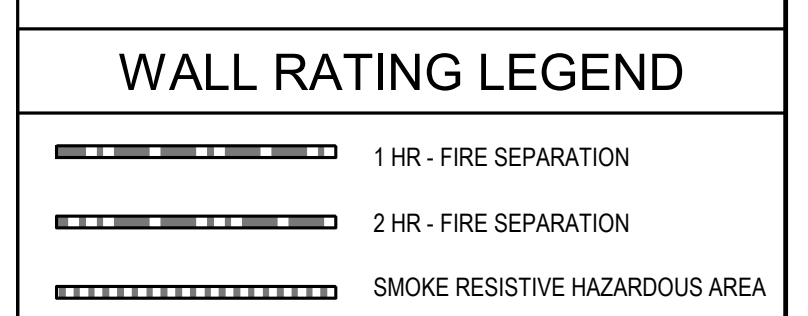 WALL RATING LEGEND
1 HR - FIRE SEPARATION
2 HR - FIRE SEPARATION
SMOKE RESISTIVE HAZARDOUS AREA